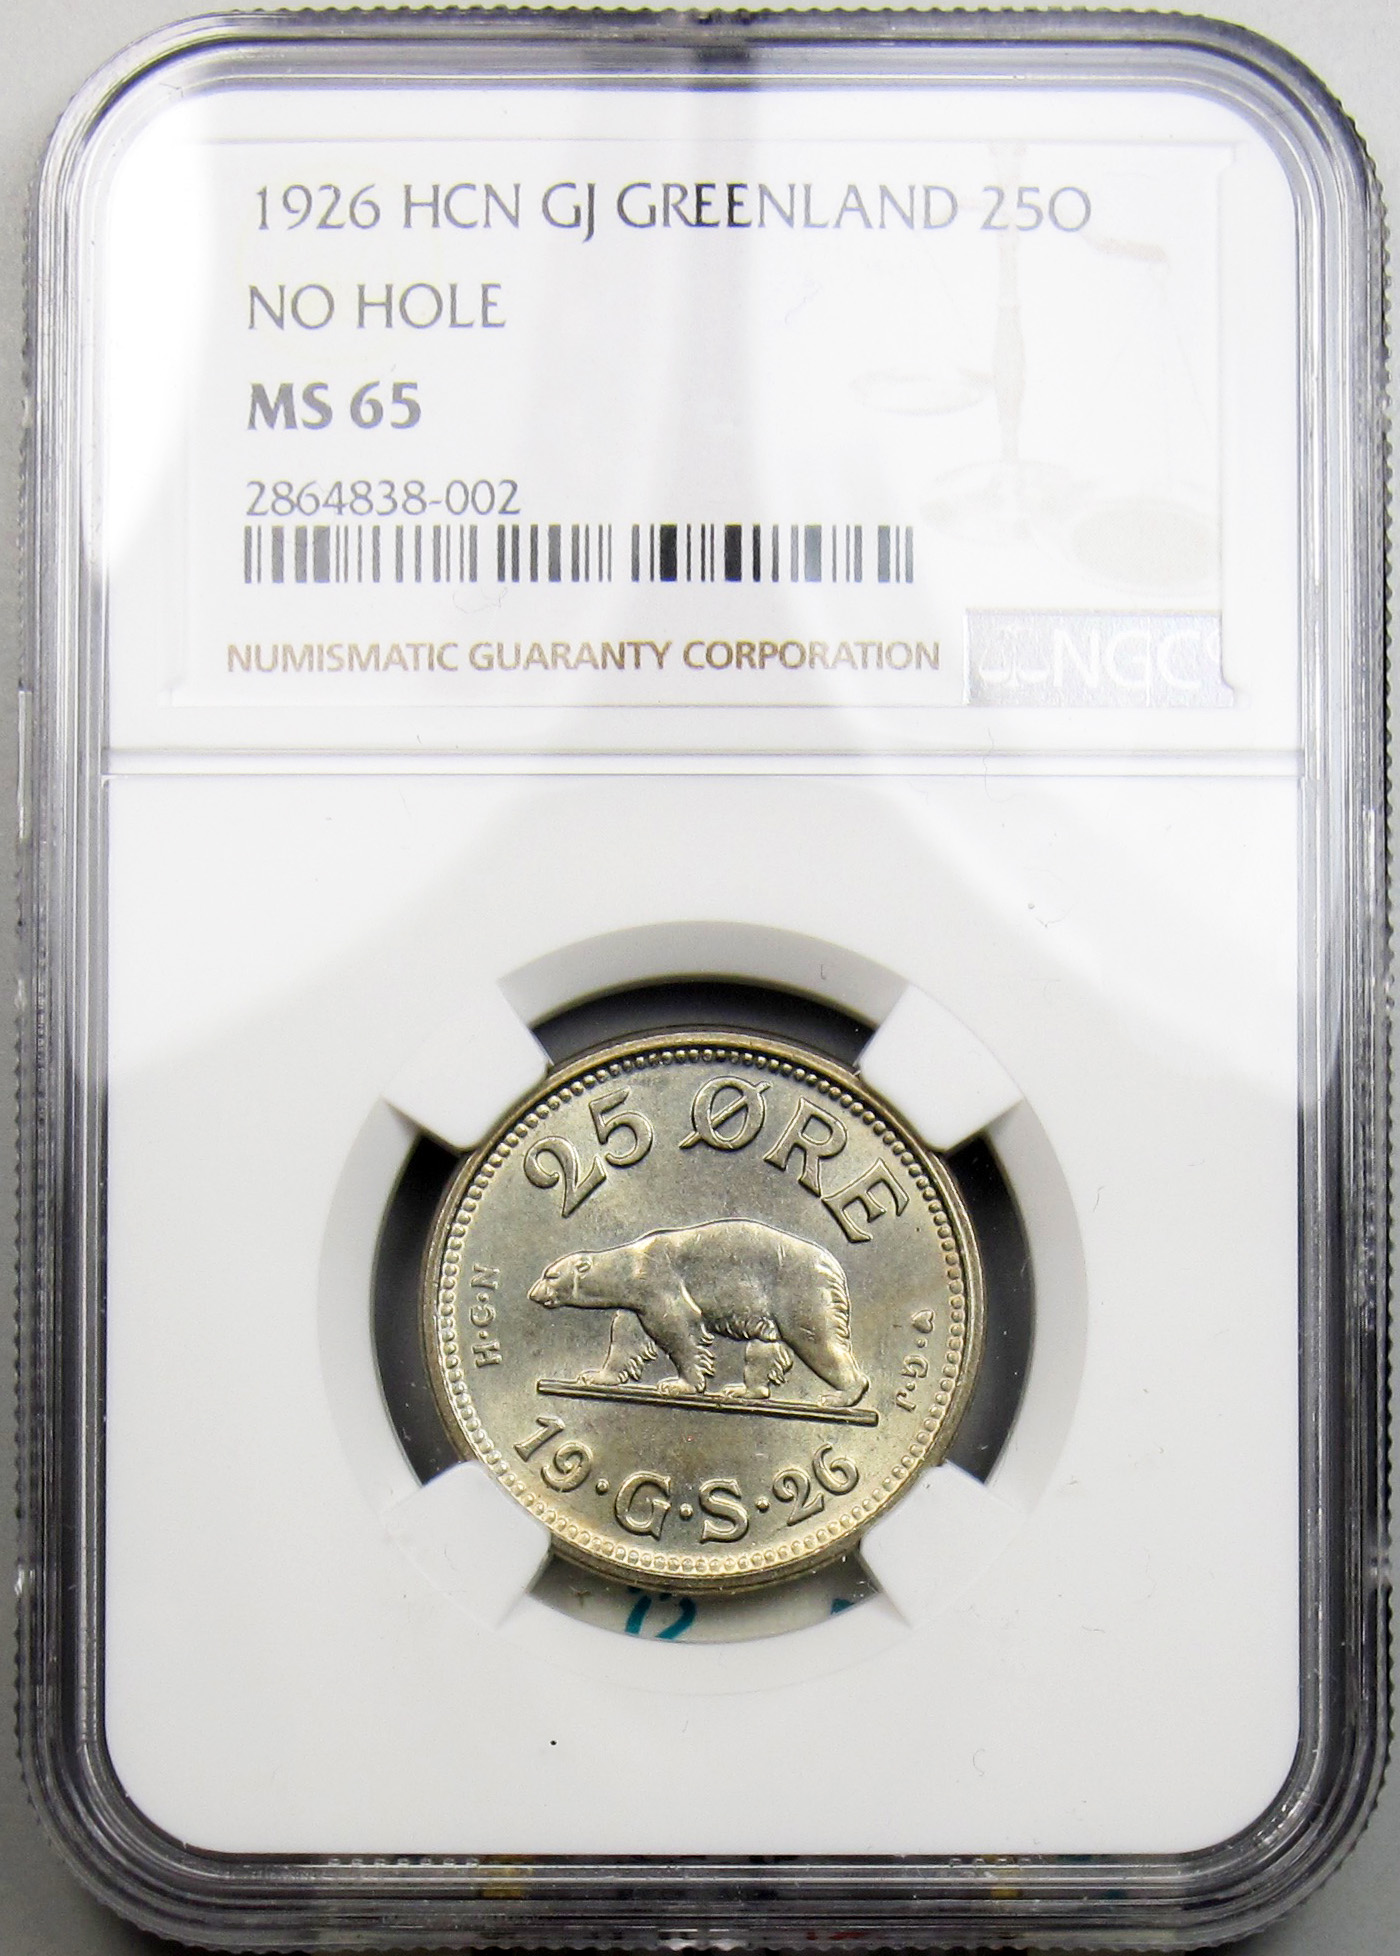 1926 HCN GJ GREENLAND 25O
NO HOLE
MS 65
2864838-002
NUMISMATIC GUARANTY CORPORATION
NGC
25 ØRE
H·C·N
♥·G·J
19·G·S·26